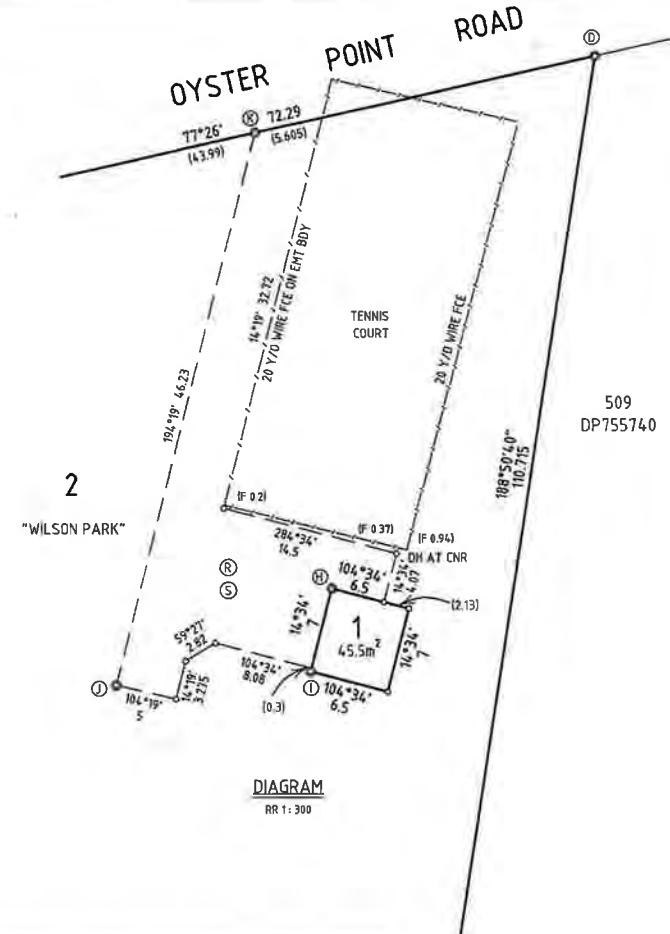 OYSTER POINT ROAD
D
K
77°26'
72.29
(43.99)
(5.605)
14°19' 32.72
20 Y/O WIRE FCE ON EMT BDY
TENNIS
COURT
20 Y/O WIRE FCE
194°19' 46.23
509
DP755740
188°50'40"
110.715
2
"WILSON PARK"
(F 0.2)
(F 0.37)
(F 0.94)
284°34'
14.5
DH AT CNR
R
S
H
104°34'
6.5
14°34'
4.07
(2.13)
14°34'
7
1
45.5m²
14°34'
7
59°27'
2.82
104°34'
8.08
14°19'
3.275
J
104°19'
5
(0.3)
I
104°34'
6.5
DIAGRAM
RR 1:300